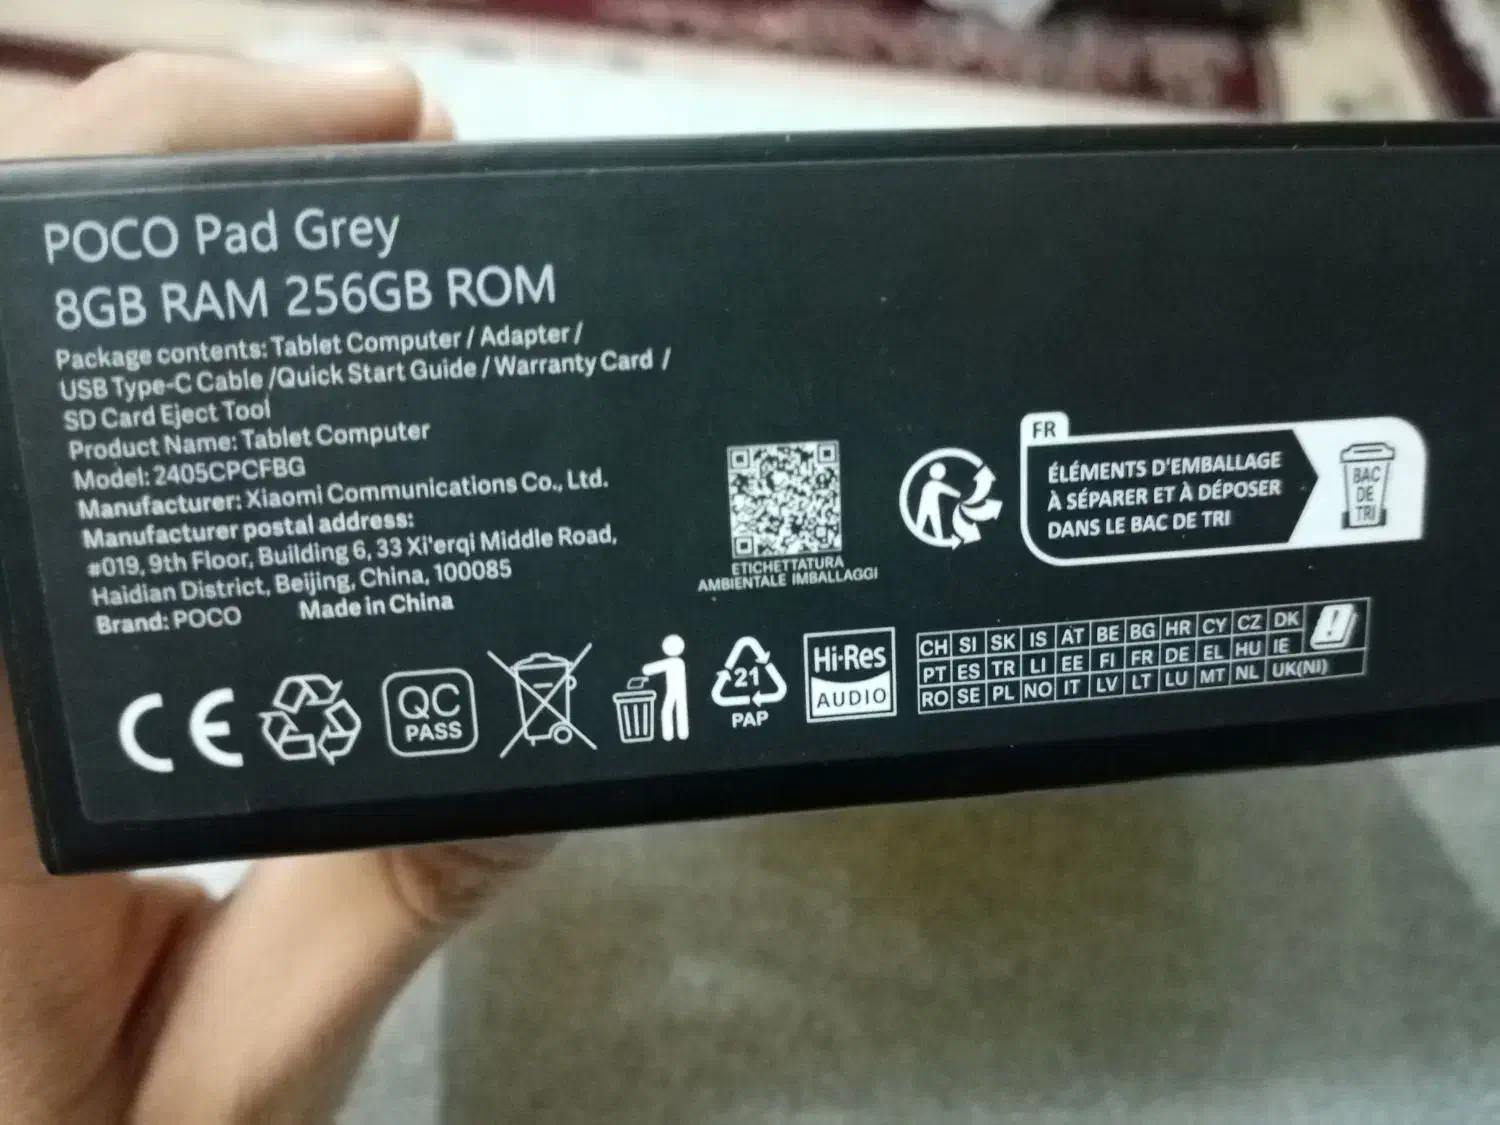 POCO Pad Grey
8GB RAM 256GB ROM
Package contents: Tablet Computer / Adapter /
USB Type-C Cable /Quick Start Guide / Warranty Card /
SD Card Eject Tool
Product Name: Tablet Computer
Model: 2405CPCFBG
Manufacturer: Xiaomi Communications Co., Ltd.
Manufacturer postal address:
#019, 9th Floor, Building 6, 33 Xi'erqi Middle Road,
Haidian District, Beijing, China, 100085
Brand: POCO Made in China
ETICHETTATURA
AMBIENTALE IMBALLAGGI
FR
ÉLÉMENTS D'EMBALLAGE
À SÉPARER ET À DÉPOSER
DANS LE BAC DE TRI
BAC
DE
TRI
CE
QC
PASS
21
PAP
Hi-Res
AUDIO
CH SI SK IS AT BE BG HR CY CZ DK
PT ES TR LI EE FI FR DE EL HU IE
RO SE PL NO IT LV LT LU MT NL UK(NI)